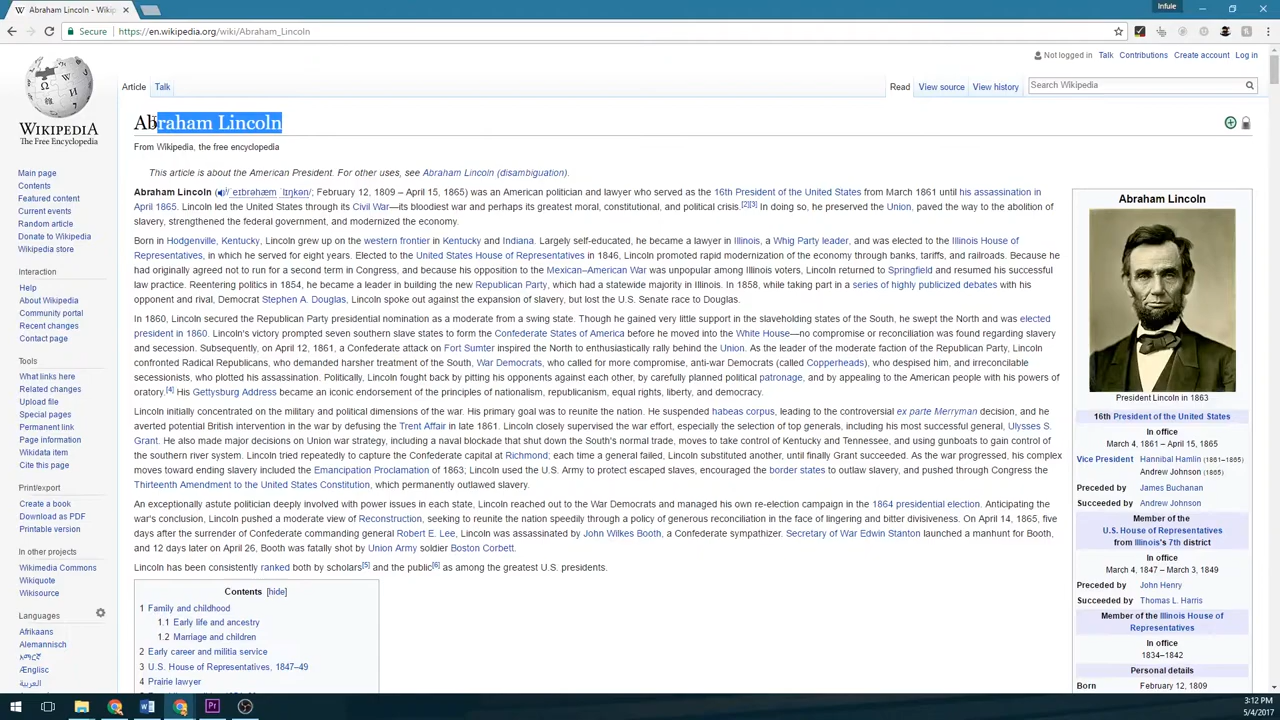 Abraham Lincoln - Wikip
Infule
Secure
https://en.wikipedia.org/wiki/Abraham_Lincoln
Not logged in Talk Contributions Create account Log in
Article Talk
Read View source View history
Search Wikipedia
WIKIPEDIA
The Free Encyclopedia
Abraham Lincoln
From Wikipedia, the free encyclopedia
This article is about the American President. For other uses, see Abraham Lincoln (disambiguation).
Abraham Lincoln (/ˈeɪbrəhæm ˈlɪŋkən/; February 12, 1809 – April 15, 1865) was an American politician and lawyer who served as the 16th President of the United States from March 1861 until his assassination in
April 1865. Lincoln led the United States through its Civil War—its bloodiest war and perhaps its greatest moral, constitutional, and political crisis.[2][3] In doing so, he preserved the Union, paved the way to the abolition of
slavery, strengthened the federal government, and modernized the economy.
Born in Hodgenville, Kentucky, Lincoln grew up on the western frontier in Kentucky and Indiana. Largely self-educated, he became a lawyer in Illinois, a Whig Party leader, and was elected to the Illinois House of
Representatives, in which he served for eight years. Elected to the United States House of Representatives in 1846, Lincoln promoted rapid modernization of the economy through banks, tariffs, and railroads. Because he
had originally agreed not to run for a second term in Congress, and because his opposition to the Mexican–American War was unpopular among Illinois voters, Lincoln returned to Springfield and resumed his successful
law practice. Reentering politics in 1854, he became a leader in building the new Republican Party, which had a statewide majority in Illinois. In 1858, while taking part in a series of highly publicized debates with his
opponent and rival, Democrat Stephen A. Douglas, Lincoln spoke out against the expansion of slavery, but lost the U.S. Senate race to Douglas.
In 1860, Lincoln secured the Republican Party presidential nomination as a moderate from a swing state. Though he gained very little support in the slaveholding states of the South, he swept the North and was elected
president in 1860. Lincoln's victory prompted seven southern slave states to form the Confederate States of America before he moved into the White House—no compromise or reconciliation was found regarding slavery
and secession. Subsequently, on April 12, 1861, a Confederate attack on Fort Sumter inspired the North to enthusiastically rally behind the Union. As the leader of the moderate faction of the Republican Party, Lincoln
confronted Radical Republicans, who demanded harsher treatment of the South, War Democrats, who called for more compromise, anti-war Democrats (called Copperheads), who despised him, and irreconcilable
secessionists, who plotted his assassination. Politically, Lincoln fought back by pitting his opponents against each other, by carefully planned political patronage, and by appealing to the American people with his powers of
oratory.[4] His Gettysburg Address became an iconic endorsement of the principles of nationalism, republicanism, equal rights, liberty, and democracy.
Lincoln initially concentrated on the military and political dimensions of the war. His primary goal was to reunite the nation. He suspended habeas corpus, leading to the controversial ex parte Merryman decision, and he
averted potential British intervention in the war by defusing the Trent Affair in late 1861. Lincoln closely supervised the war effort, especially the selection of top generals, including his most successful general, Ulysses S.
Grant. He also made major decisions on Union war strategy, including a naval blockade that shut down the South's normal trade, moves to take control of Kentucky and Tennessee, and using gunboats to gain control of
the southern river system. Lincoln tried repeatedly to capture the Confederate capital at Richmond; each time a general failed, Lincoln substituted another, until finally Grant succeeded. As the war progressed, his complex
moves toward ending slavery included the Emancipation Proclamation of 1863; Lincoln used the U.S. Army to protect escaped slaves, encouraged the border states to outlaw slavery, and pushed through Congress the
Thirteenth Amendment to the United States Constitution, which permanently outlawed slavery.
An exceptionally astute politician deeply involved with power issues in each state, Lincoln reached out to the War Democrats and managed his own re-election campaign in the 1864 presidential election. Anticipating the
war's conclusion, Lincoln pushed a moderate view of Reconstruction, seeking to reunite the nation speedily through a policy of generous reconciliation in the face of lingering and bitter divisiveness. On April 14, 1865, five
days after the surrender of Confederate commanding general Robert E. Lee, Lincoln was assassinated by John Wilkes Booth, a Confederate sympathizer. Secretary of War Edwin Stanton launched a manhunt for Booth,
and 12 days later on April 26, Booth was fatally shot by Union Army soldier Boston Corbett.
Lincoln has been consistently ranked both by scholars[5] and the public[6] as among the greatest U.S. presidents.
Contents [hide]
1 Family and childhood
1.1 Early life and ancestry
1.2 Marriage and children
2 Early career and militia service
3 U.S. House of Representatives, 1847–49
4 Prairie lawyer
Main page
Contents
Featured content
Current events
Random article
Donate to Wikipedia
Wikipedia store
Interaction
Help
About Wikipedia
Community portal
Recent changes
Contact page
Tools
What links here
Related changes
Upload file
Special pages
Permanent link
Page information
Wikidata item
Cite this page
Print/export
Create a book
Download as PDF
Printable version
In other projects
Wikimedia Commons
Wikiquote
Wikisource
Languages
Afrikaans
Alemannisch
አማርኛ
Ænglisc
العربية
Abraham Lincoln
President Lincoln in 1863
16th President of the United States
In office
March 4, 1861 – April 15, 1865
Vice President Hannibal Hamlin (1861–1865)
Andrew Johnson (1865)
Preceded by James Buchanan
Succeeded by Andrew Johnson
Member of the
U.S. House of Representatives
from Illinois's 7th district
In office
March 4, 1847 – March 3, 1849
Preceded by John Henry
Succeeded by Thomas L. Harris
Member of the Illinois House of
Representatives
In office
1834–1842
Personal details
Born February 12, 1809
3:12 PM
5/4/2017